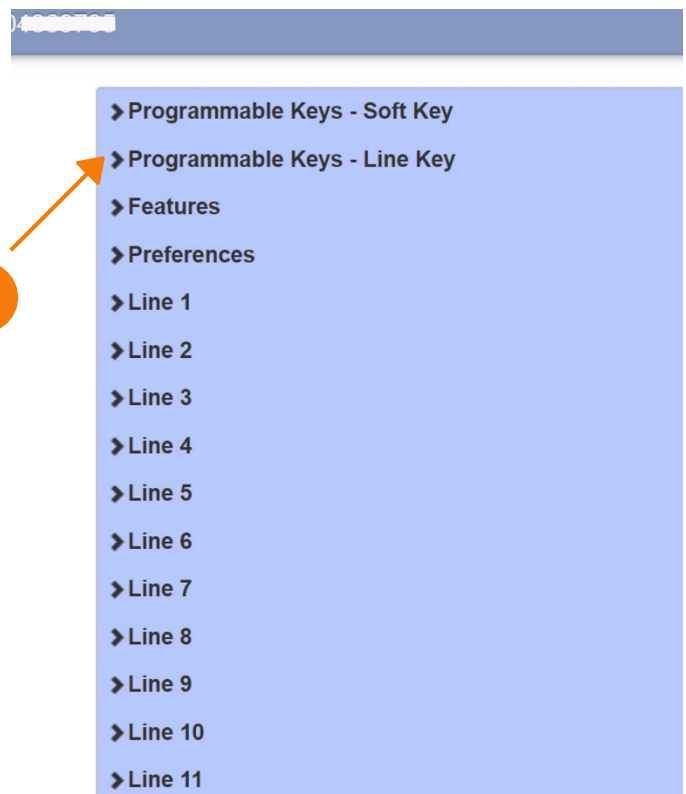 Programmable Keys - Soft Key
Programmable Keys - Line Key
Features
Preferences
Line 1
Line 2
Line 3
Line 4
Line 5
Line 6
Line 7
Line 8
Line 9
Line 10
Line 11